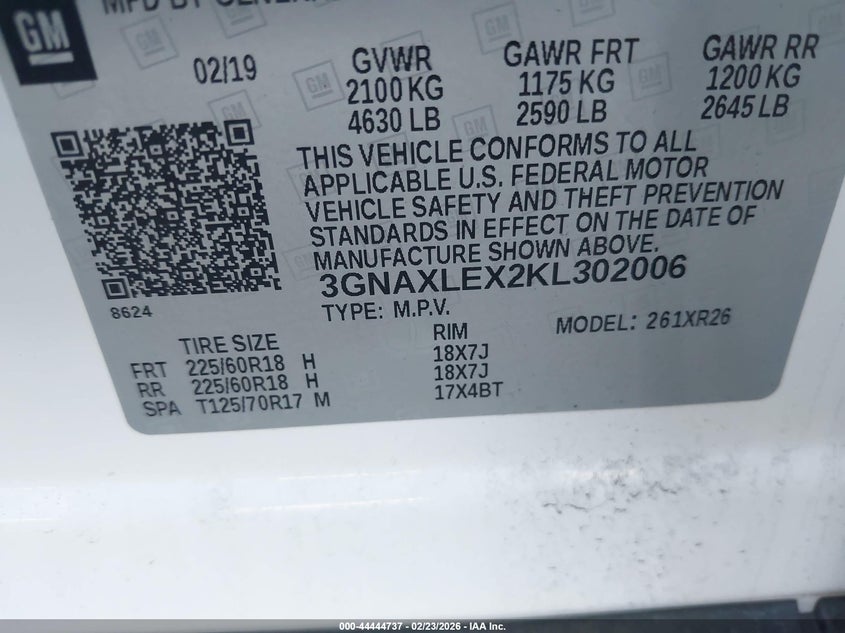 GM
MFD BY GENERAL
02/19
GVWR
2100 KG
4630 LB
GAWR FRT
1175 KG
2590 LB
GAWR RR
1200 KG
2645 LB
THIS VEHICLE CONFORMS TO ALL
APPLICABLE U.S. FEDERAL MOTOR
VEHICLE SAFETY AND THEFT PREVENTION
STANDARDS IN EFFECT ON THE DATE OF
MANUFACTURE SHOWN ABOVE.
3GNAXLEX2KL302006
8624
TYPE: M.P.V.
MODEL: 261XR26
TIRE SIZE
RIM
FRT 225/60R18 H 18X7J
RR 225/60R18 H 18X7J
SPA T125/70R17 M 17X4BT
000-44444737 - 02/23/2026 - IAA Inc.